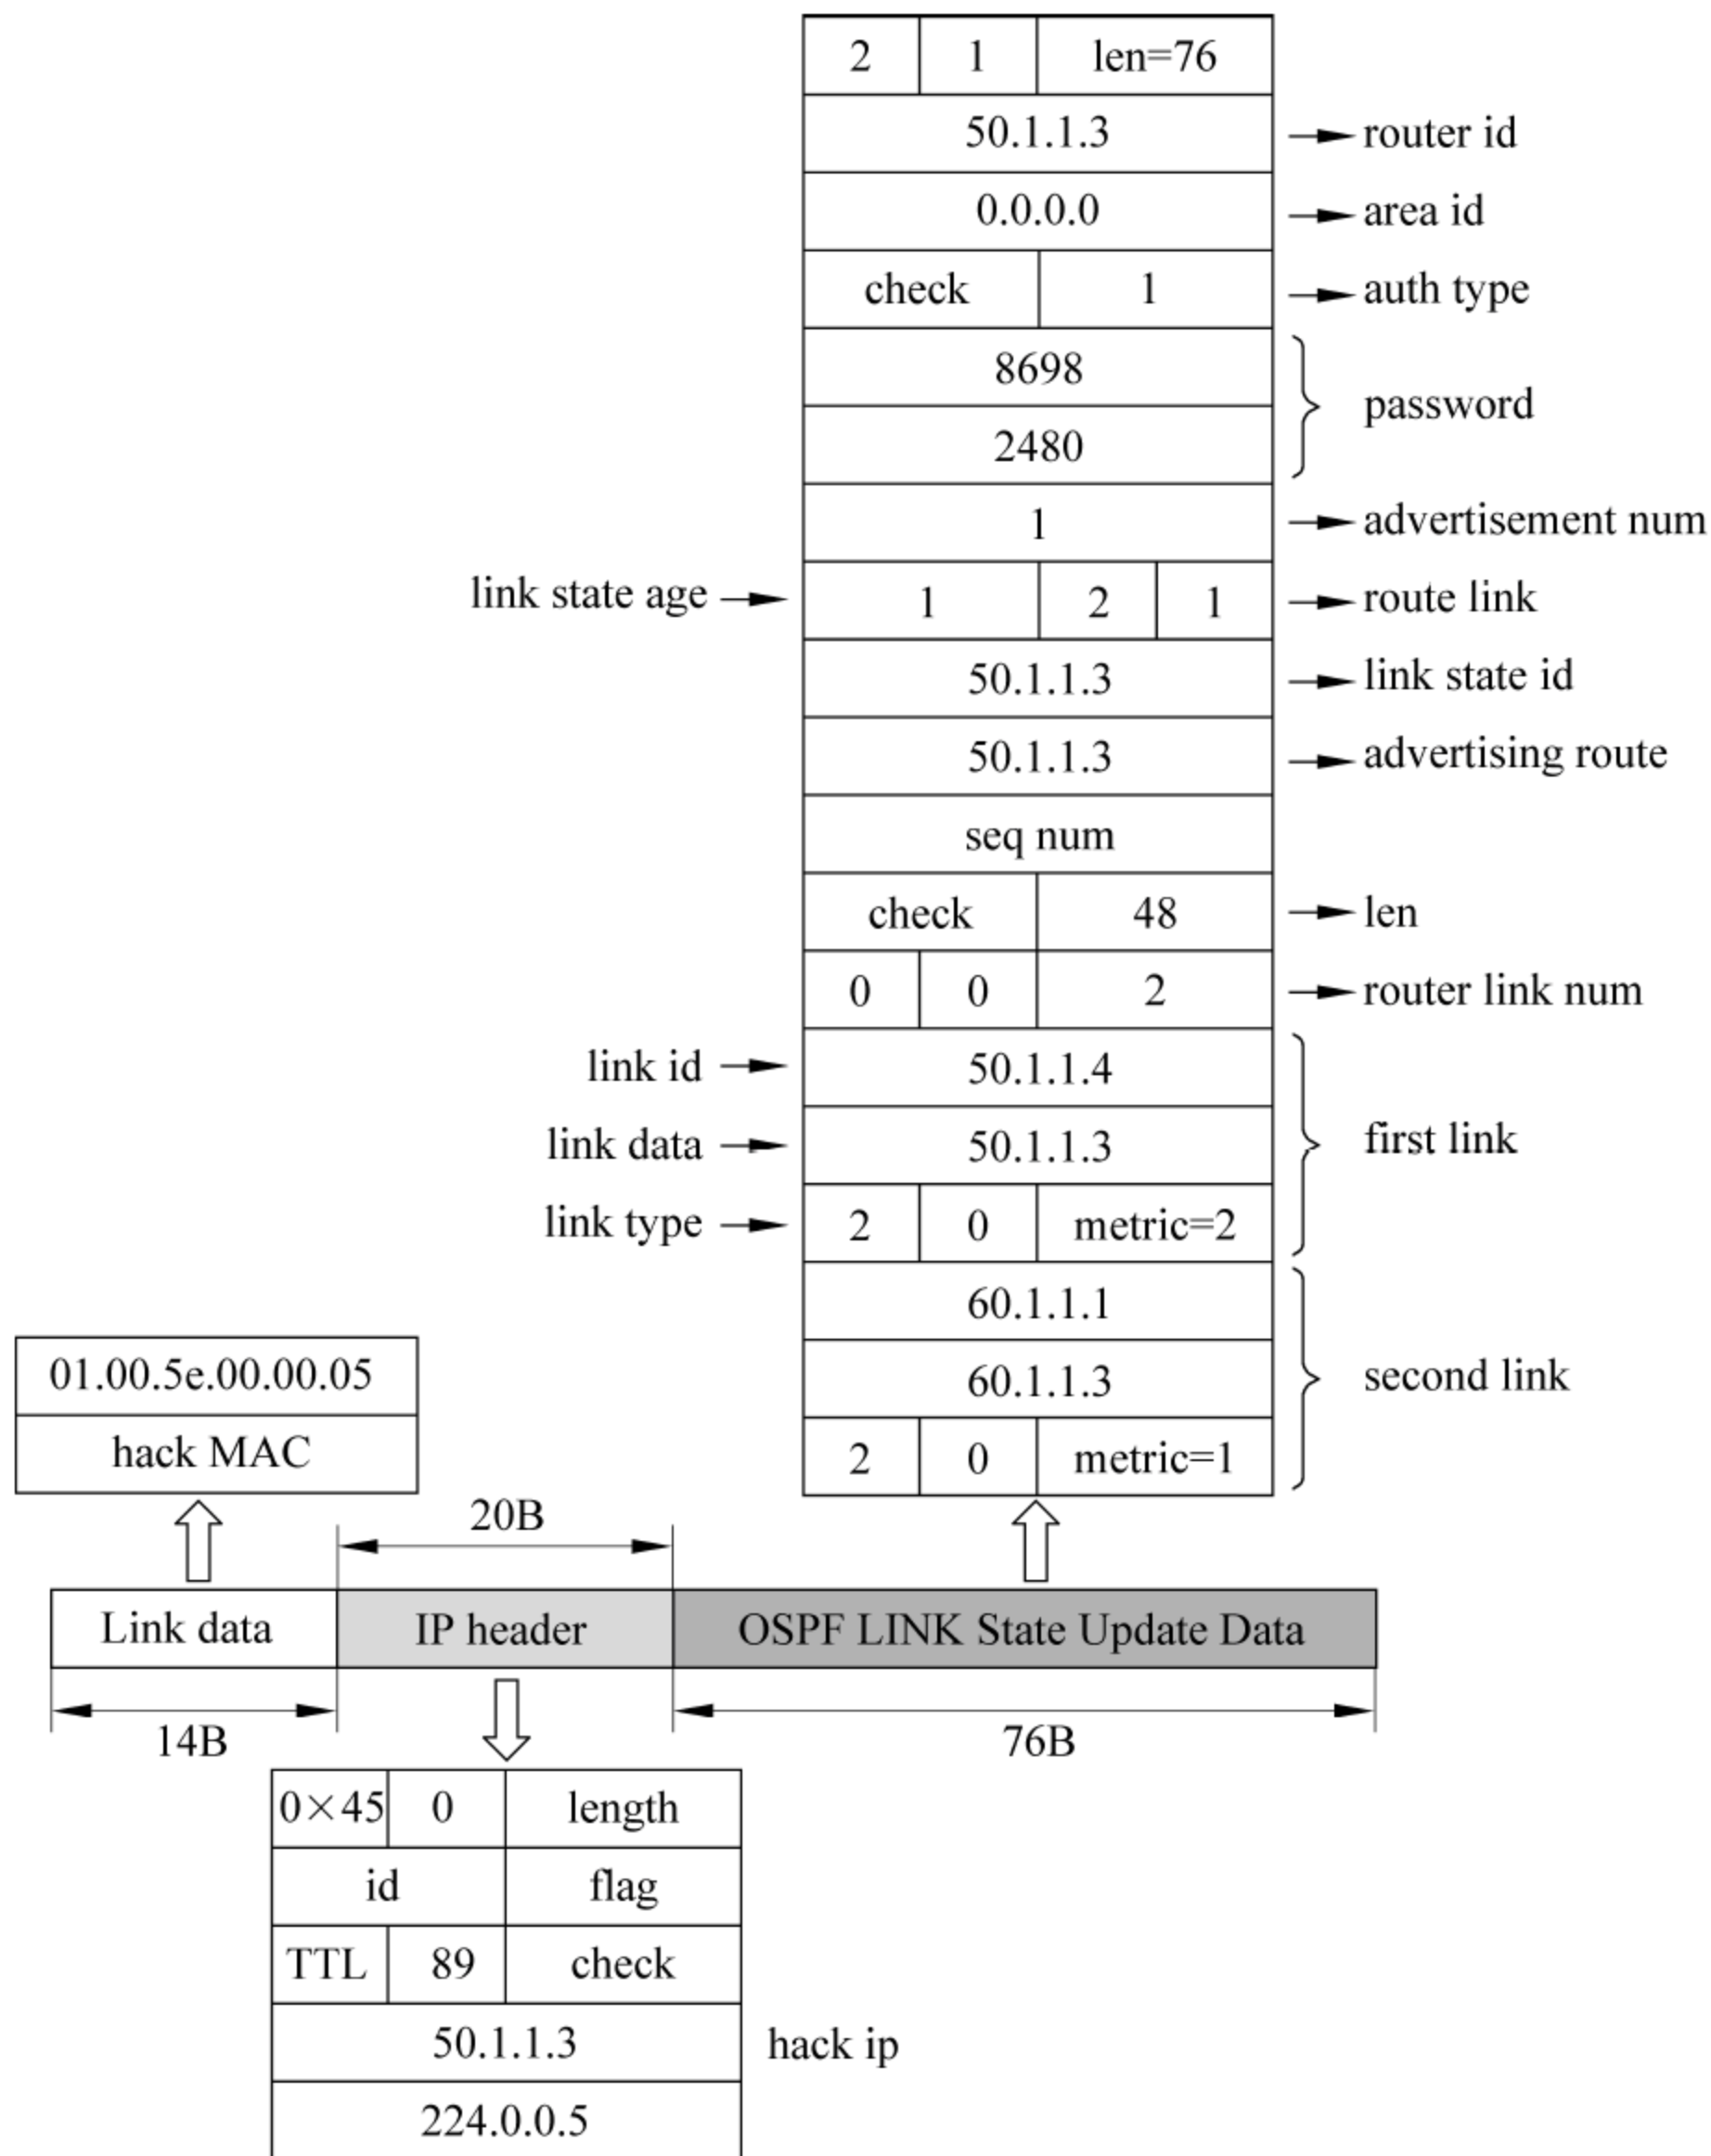 2 1 len=76
50.1.1.3 router id
0.0.0.0 area id
check 1 auth type
8698
password
2480
1 advertisement num
link state age 1 2 1 route link
50.1.1.3 link state id
50.1.1.3 advertising route
seq num
check 48 len
0 0 2 router link num
link id 50.1.1.4
link data 50.1.1.3 first link
link type 2 0 metric=2
60.1.1.1
60.1.1.3 second link
2 0 metric=1
01.00.5e.00.00.05
hack MAC
20B
Link data IP header OSPF LINK State Update Data
14B 76B
0×45 0 length
id flag
TTL 89 check
50.1.1.3 hack ip
224.0.0.5